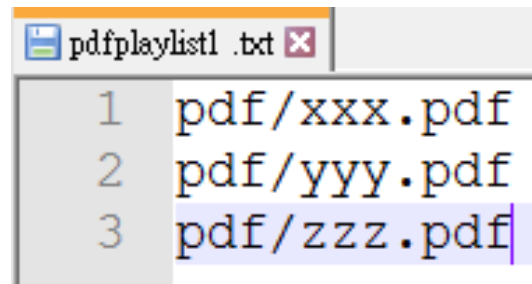 pdfplaylist1 .txt
1 pdf/xxx.pdf
2 pdf/yyy.pdf
3 pdf/zzz.pdf